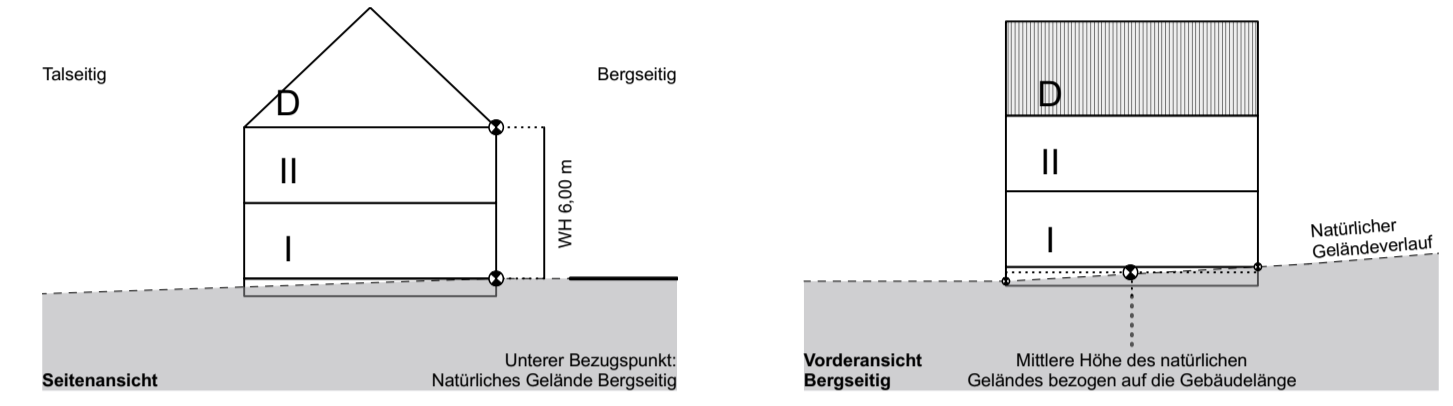 Talseitig
Bergseitig
D
II
I
WH 6,00 m
Unterer Bezugspunkt:
Seitenansicht
Natürliches Gelände Bergseitig
D
II
I
Natürlicher
Geländeverlauf
Vorderansicht
Bergseitig
Mittlere Höhe des natürlichen
Geländes bezogen auf die Gebäudelänge